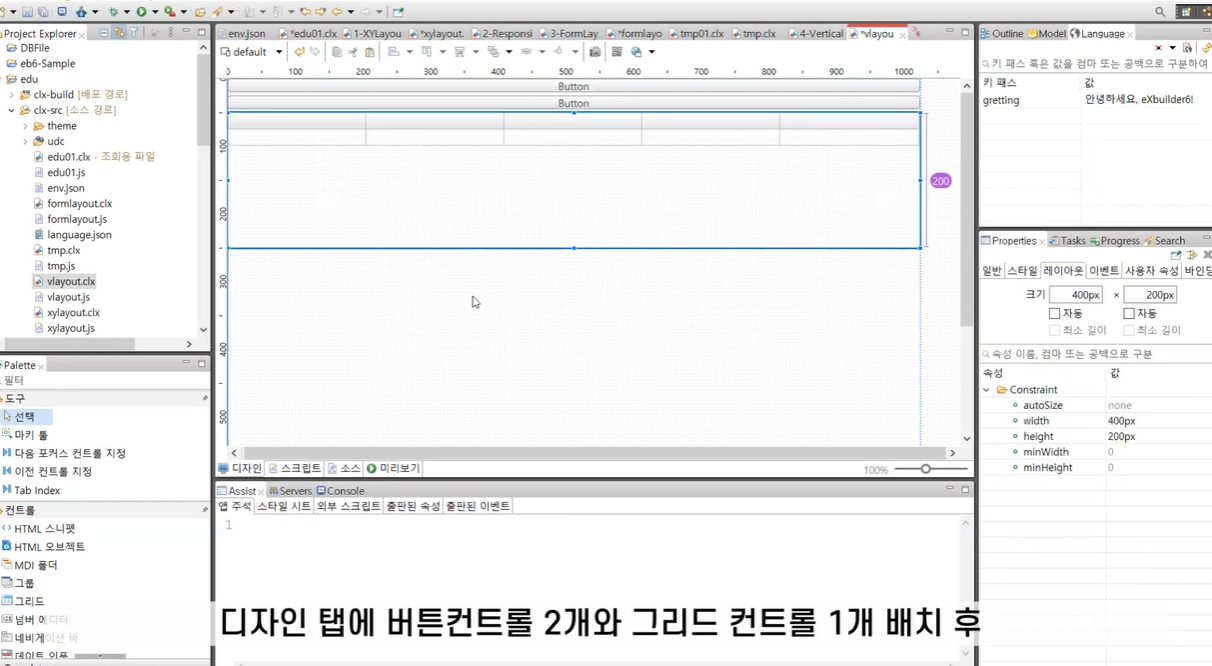 Project Explorer
DBFile
eb6-Sample
edu
clx-build [배포 경로]
clx-src [소스 경로]
theme
udc
edu01.clx - 조회용 파일
edu01.js
env.json
formlayout.clx
formlayout.js
language.json
tmp.clx
tmp.js
vlayout.clx
vlayout.js
xylayout.clx
xylayout.js
Palette
필터
도구
선택
마키 툴
다음 포커스 컨트롤 지정
이전 컨트롤 지정
Tab Index
컨트롤
HTML 스니펫
HTML 오브젝트
MDI 폴더
그룹
그리드
넘버 에디터
네비게이션 바
데이트 인풋
env.json *edu01.clx 1-XYLayou *xylayout. 2-Responsi 3-FormLay *formlayo tmp01.clx tmp.clx 4-Vertical *vlayou
default
0 100 200 300 400 500 600 700 800 900 1000
Button
Button
100
200
300
400
500
200
디자인 스크립트 소스 미리보기
100%
Assist Servers Console
앱 주석 스타일 시트 외부 스크립트 출판된 속성 출판된 이벤트
1
Outline Model Language
키 패스 혹은 값을 컴마 또는 공백으로 구분하여
키 패스 값
gretting 안녕하세요, eXbuilder6!
Properties Tasks Progress Search
일반 스타일 레이아웃 이벤트 사용자 속성 바인딩
크기 400px × 200px
자동 자동
최소 길이 최소 길이
속성 이름, 컴마 또는 공백으로 구분
속성 값
Constraint
autoSize none
width 400px
height 200px
minWidth 0
minHeight 0
디자인 탭에 버튼컨트롤 2개와 그리드 컨트롤 1개 배치 후